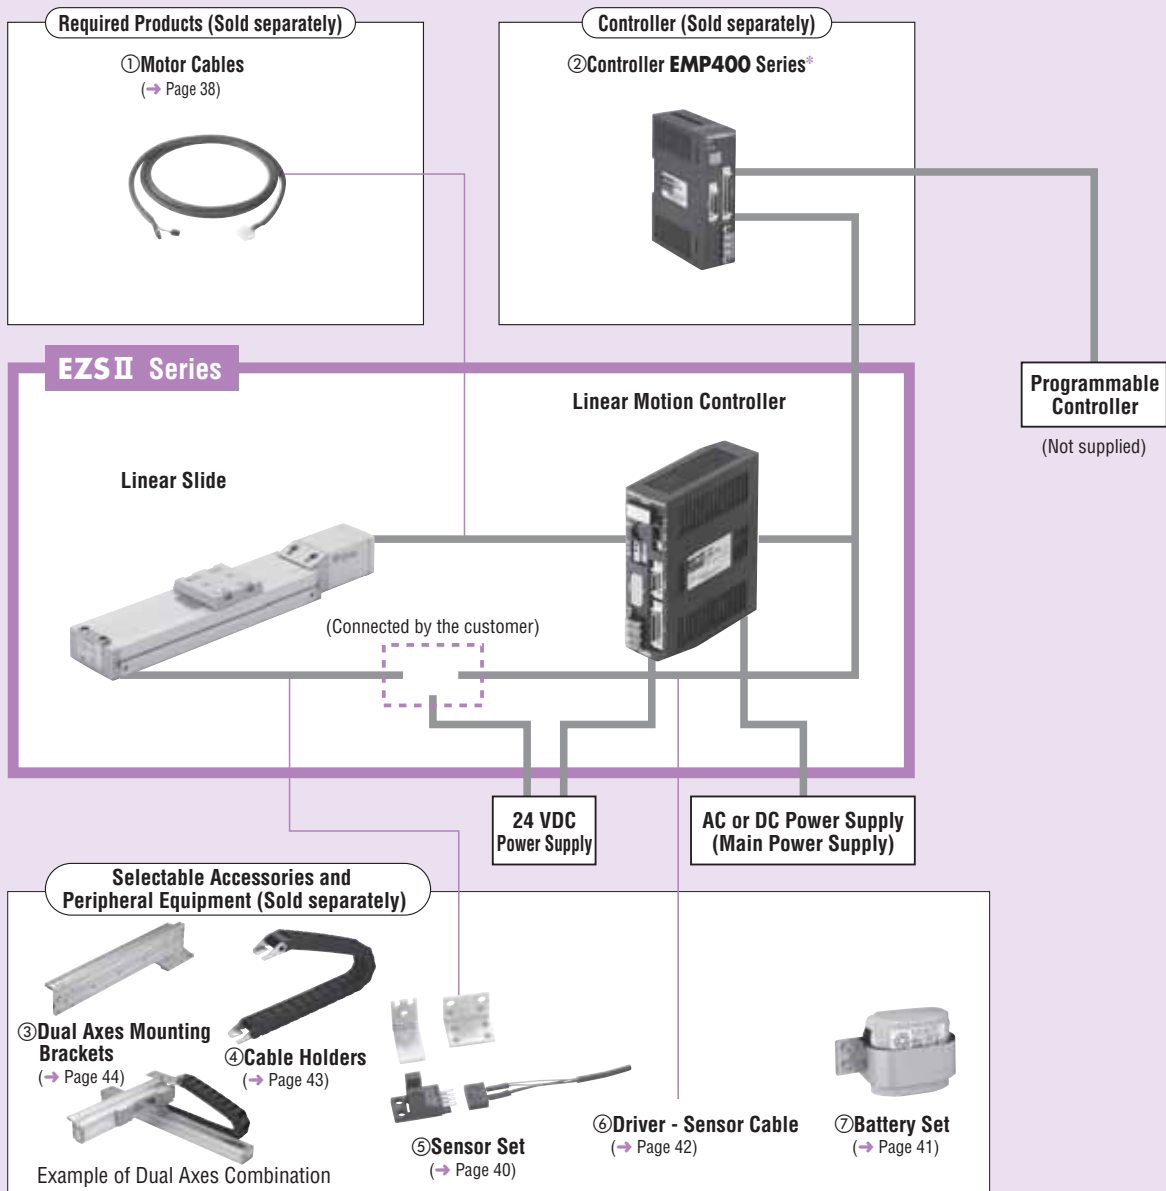 Required Products (Sold separately)
①Motor Cables
(→ Page 38)
Controller (Sold separately)
②Controller EMP400 Series*
EZSⅡ Series
Linear Motion Controller
Linear Slide
(Connected by the customer)
Programmable
Controller
(Not supplied)
24 VDC
Power Supply
AC or DC Power Supply
(Main Power Supply)
Selectable Accessories and
Peripheral Equipment (Sold separately)
③Dual Axes Mounting
Brackets
(→ Page 44)
④Cable Holders
(→ Page 43)
Example of Dual Axes Combination
⑤Sensor Set
(→ Page 40)
⑥Driver - Sensor Cable
(→ Page 42)
⑦Battery Set
(→ Page 41)